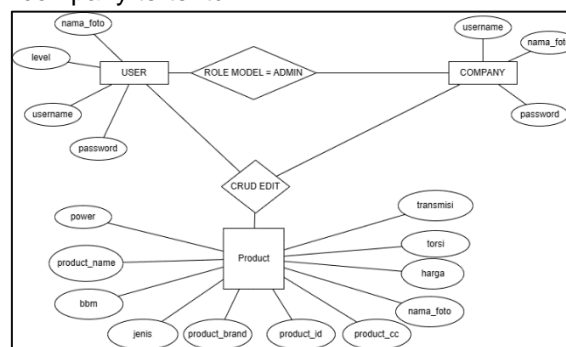 nama_foto
username
level
nama_foto
USER
ROLE MODEL = ADMIN
COMPANY
username
password
password
CRUD EDIT
transmisi
power
torsi
product_name
Product
harga
bbm
nama_foto
jenis
product_brand
product_id
product_cc